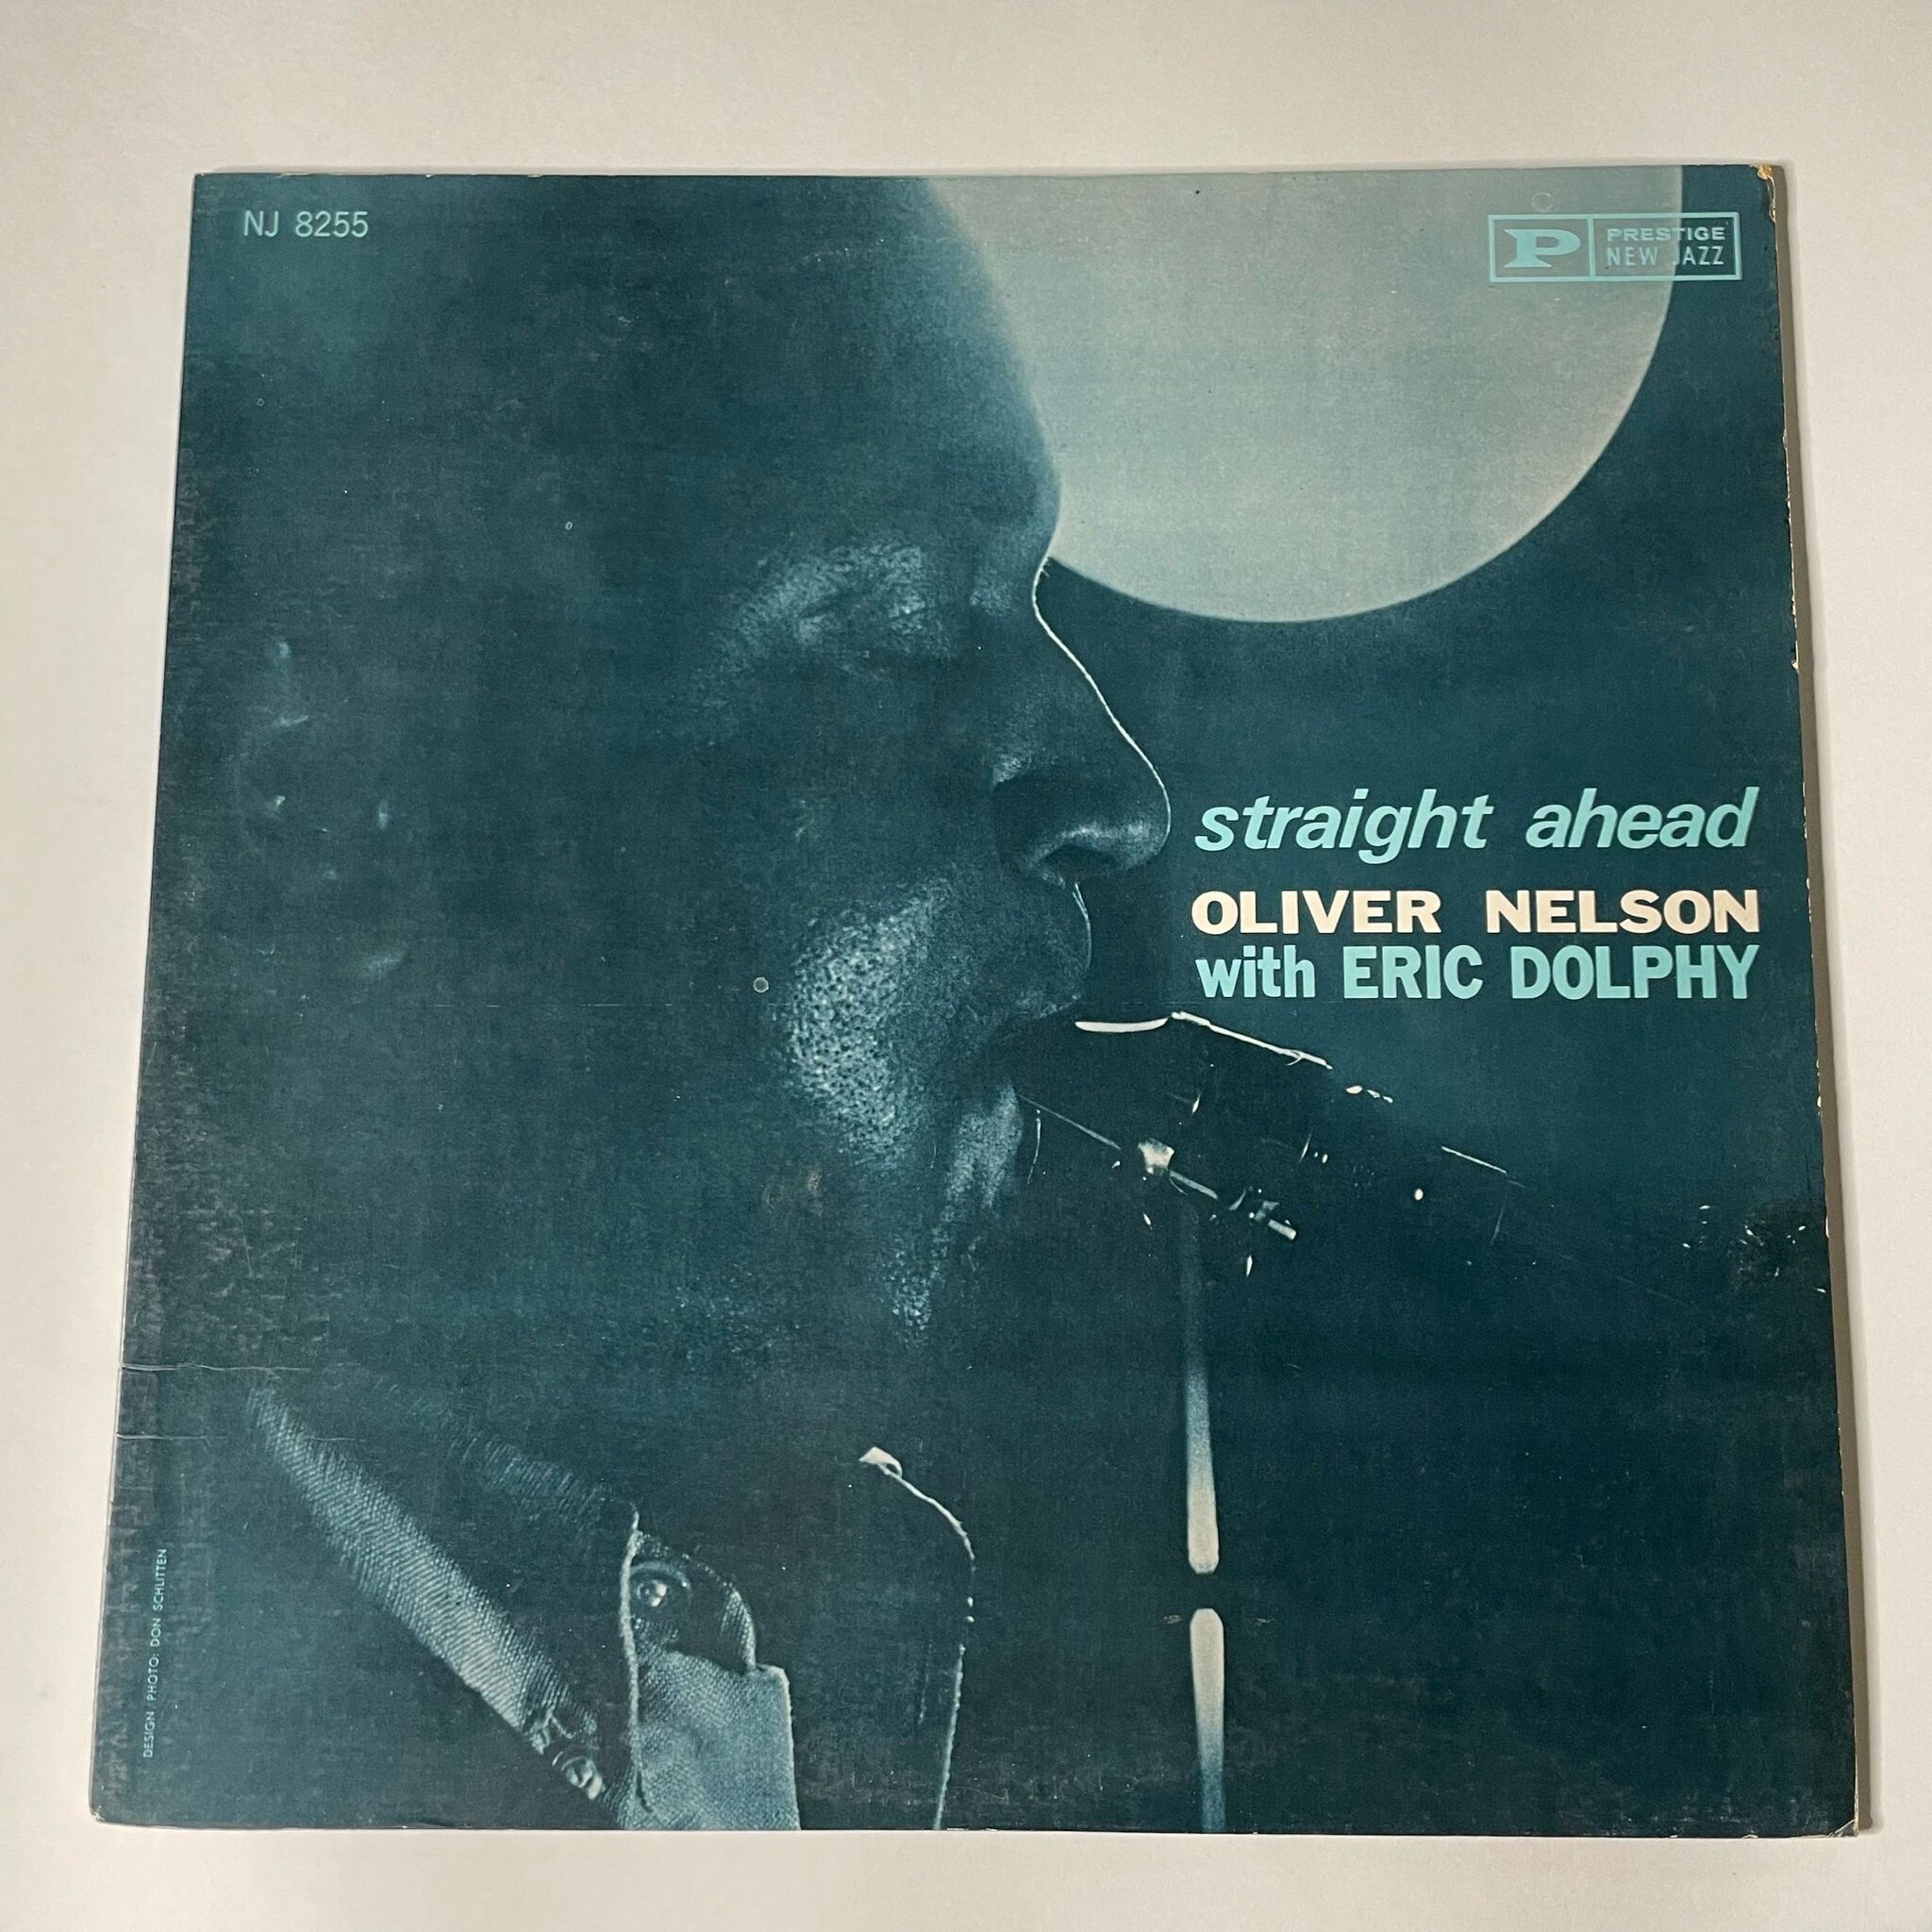 NJ 8255
P
PRESTIGE
NEW JAZZ
straight ahead
OLIVER NELSON
with ERIC DOLPHY
DESIGN PHOTO: DON SCHLITTEN